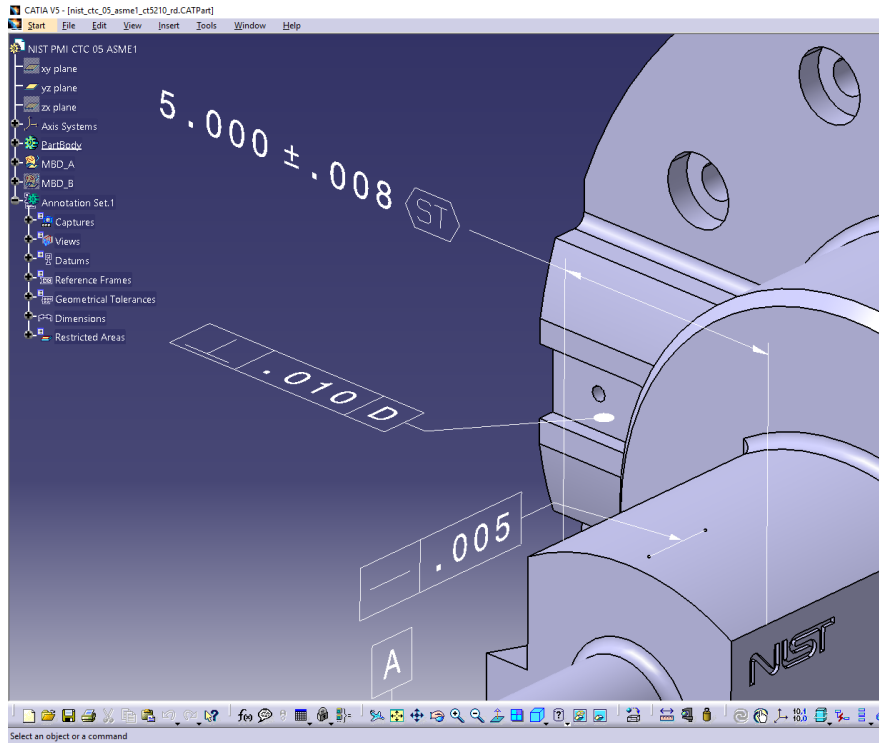 CATIA V5 - [nist_ctc_05_asme1_ct5210_rd.CATPart]
Start File Edit View Insert Tools Window Help
NIST PMI CTC 05 ASME1
xy plane
yz plane
zx plane
Axis Systems
PartBody
MBD_A
MBD_B
Annotation Set.1
Captures
Views
Datums
Reference Frames
Geometrical Tolerances
Dimensions
Restricted Areas
5.000 ±.008 ST
⊥ .010 D
— .005
A
NIST
Select an object or a command